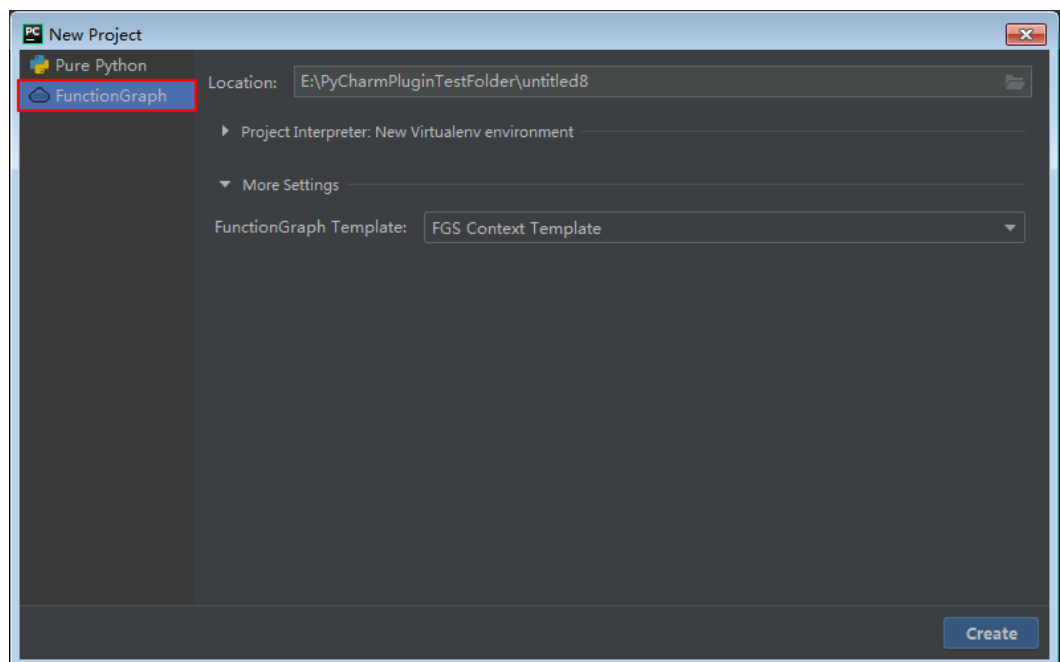 PC New Project
Pure Python
FunctionGraph
Location: E:\PyCharmPluginTestFolder\untitled8
Project Interpreter: New Virtualenv environment
More Settings
FunctionGraph Template: FGS Context Template
Create